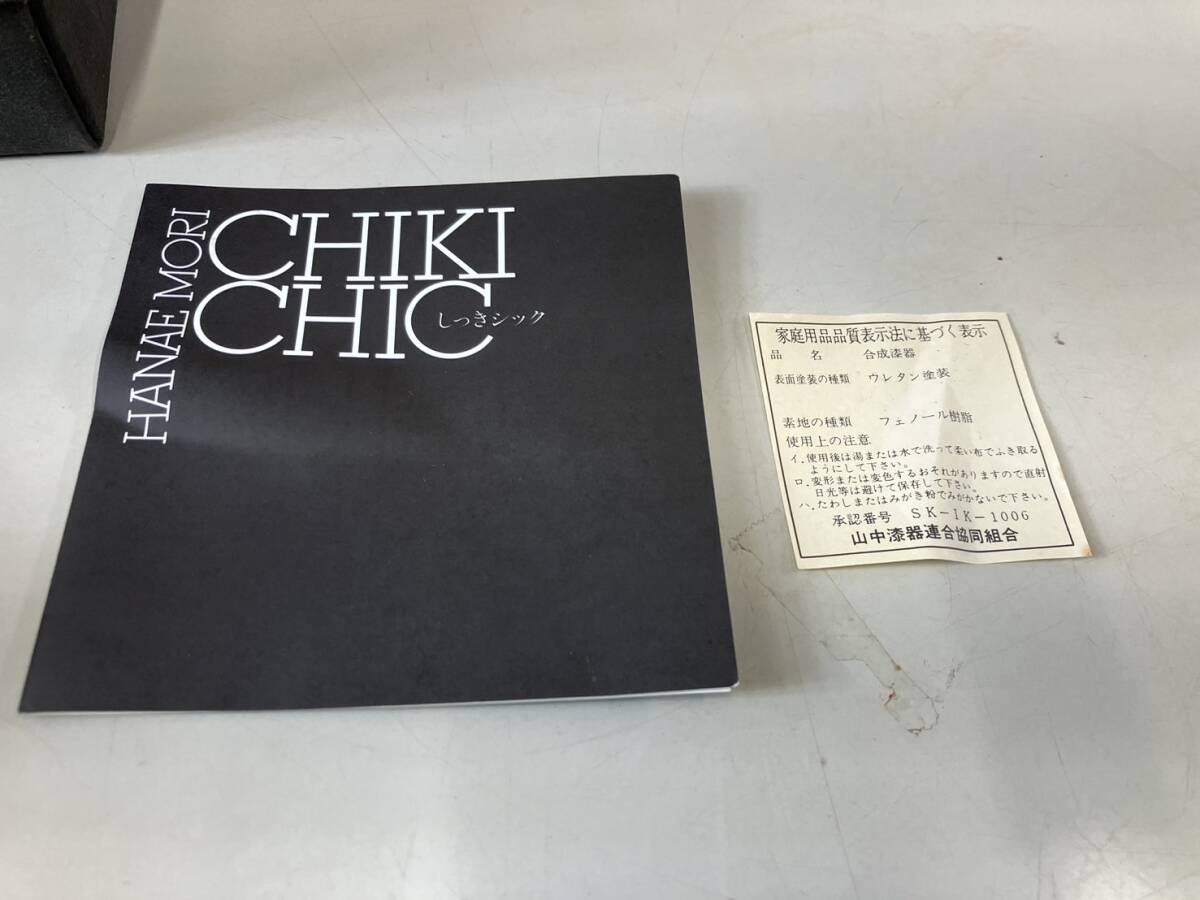 HANAE MORI
CHIKI
CHIC
しっきシック
家庭用品品質表示法に基づく表示
品 名 合成漆器
表面塗装の種類 ウレタン塗装
素地の種類 フェノール樹脂
使用上の注意
イ.使用後は湯または水で洗って柔い布でふき取る
ようにして下さい。
ロ.変形または変色するおそれがありますので直射
日光等は避けて保存して下さい。
ハ.たわしまたはみがき粉でみがかないで下さい。
承認番号 SK-IK-1006
山中漆器連合協同組合